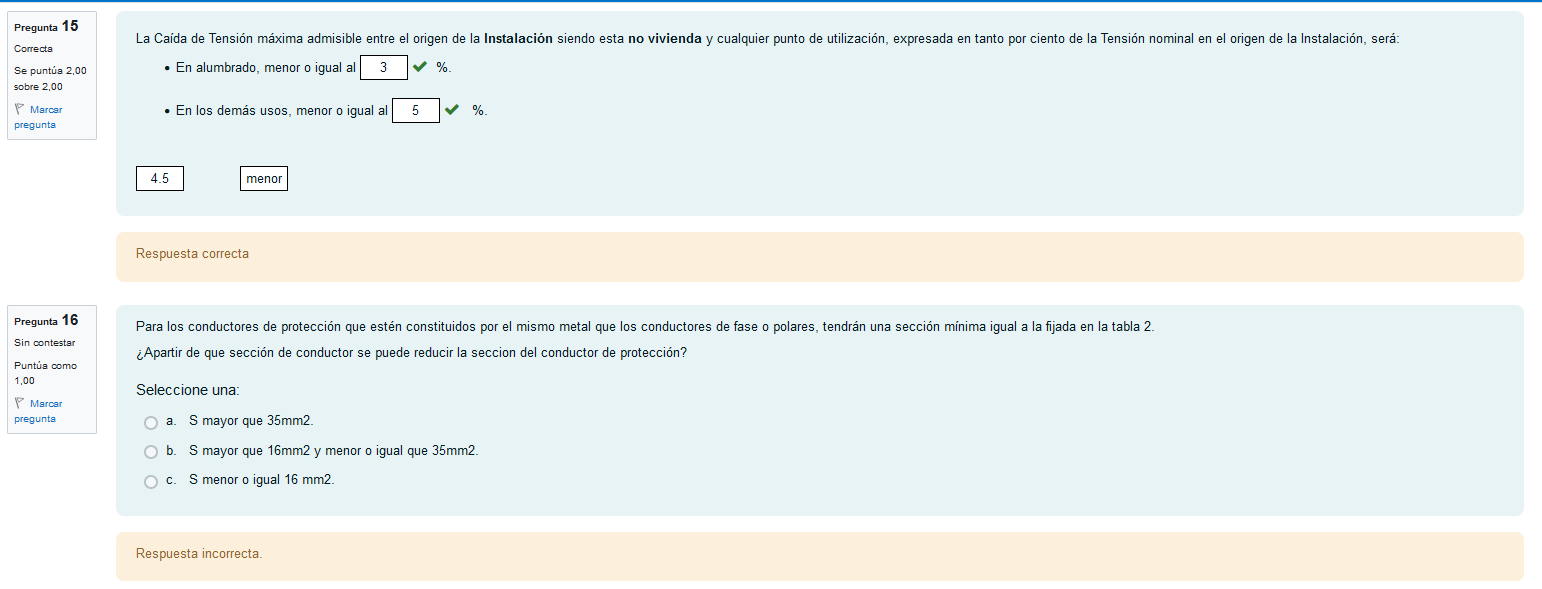 Pregunta 15
Correcta
Se puntúa 2,00
sobre 2,00
Marcar
pregunta
La Caída de Tensión máxima admisible entre el origen de la Instalación siendo esta no vivienda y cualquier punto de utilización, expresada en tanto por ciento de la Tensión nominal en el origen de la Instalación, será:
• En alumbrado, menor o igual al 3 %.
• En los demás usos, menor o igual al 5 %.
4.5 menor
Respuesta correcta
Pregunta 16
Sin contestar
Puntúa como
1,00
Marcar
pregunta
Para los conductores de protección que estén constituidos por el mismo metal que los conductores de fase o polares, tendrán una sección mínima igual a la fijada en la tabla 2.
¿Apartir de que sección de conductor se puede reducir la seccion del conductor de protección?
Seleccione una:
a. S mayor que 35mm2.
b. S mayor que 16mm2 y menor o igual que 35mm2.
c. S menor o igual 16 mm2.
Respuesta incorrecta.